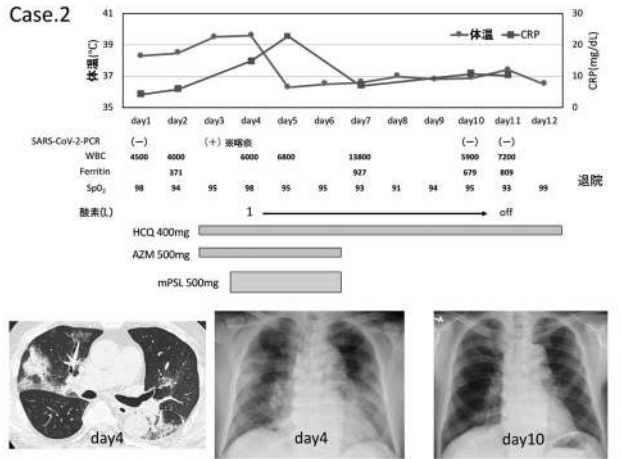 Case.2
体温 CRP
体温(℃)
41
39
37
35
CRP(mg/dL)
30
20
10
0
day1 day2 day3 day4 day5 day6 day7 day8 day9 day10 day11 day12
SARS-CoV-2-PCR (−) (+) ※喀痰 (−) (−)
WBC 4500 4000 6000 6800 13800 5900 7200
Ferritin 371 927 679 809
SpO₂ 98 94 95 98 95 95 93 91 94 95 93 99
退院
酸素(L) 1 off
HCQ 400mg
AZM 500mg
mPSL 500mg
day4
day4
day10